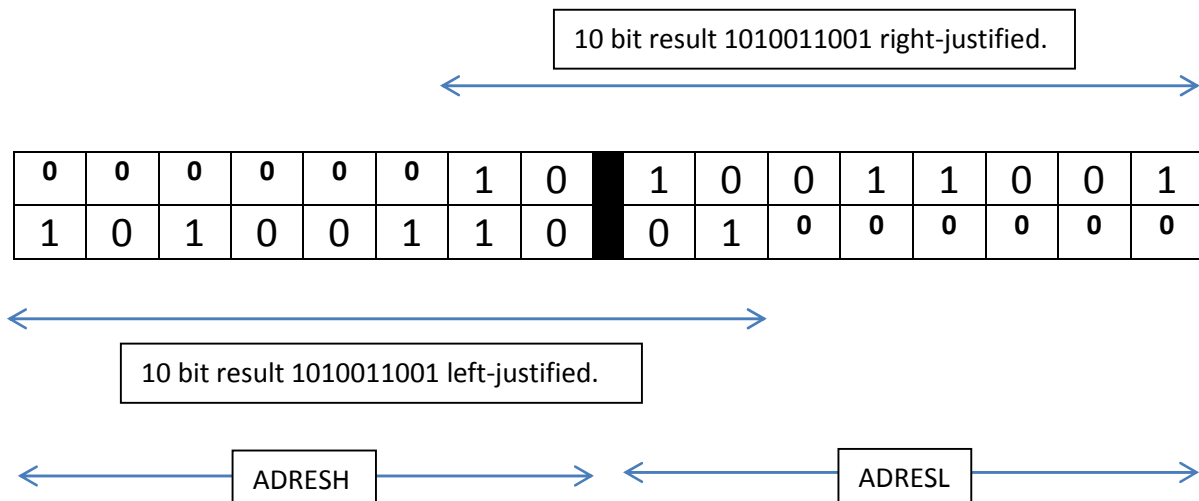 10 bit result 1010011001 right-justified.
0 0 0 0 0 0 1 0 1 0 0 1 1 0 0 1
1 0 1 0 0 1 1 0 0 1 0 0 0 0 0 0
10 bit result 1010011001 left-justified.
ADRESH ADRESL